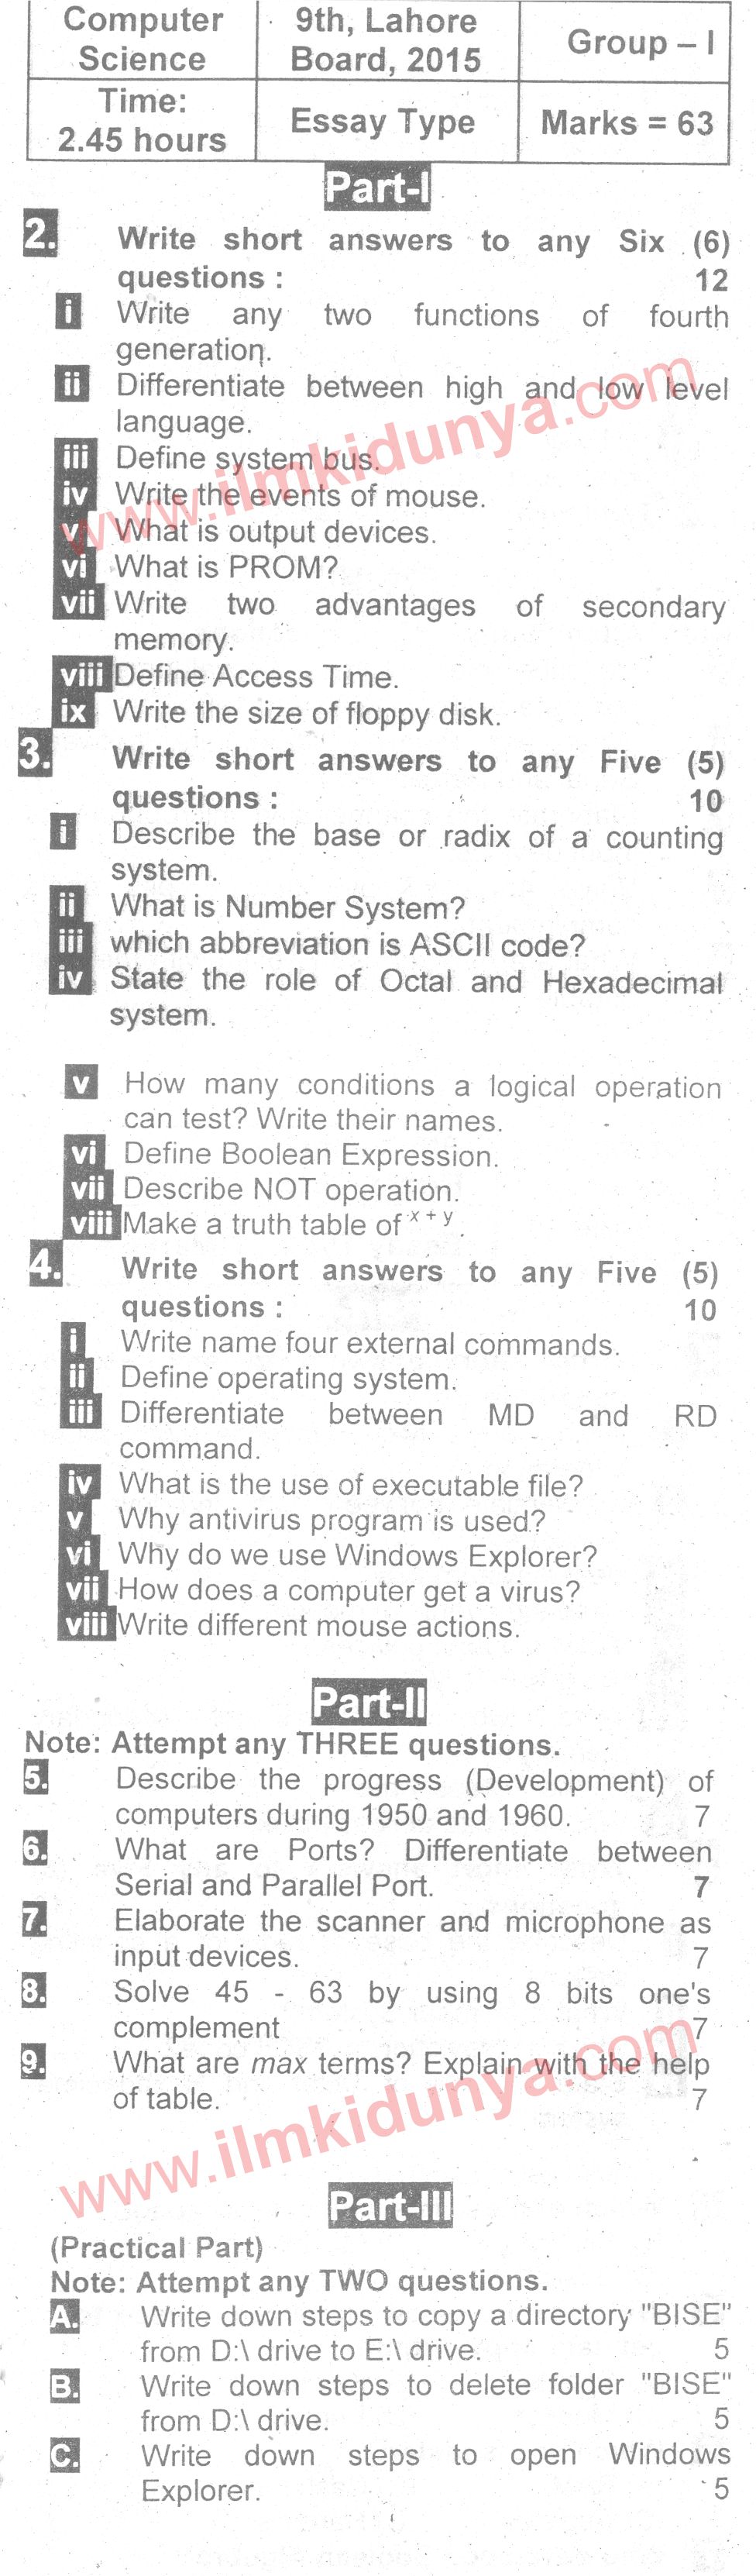 Computer Science
9th, Lahore Board, 2015
Group – I
Time: 2.45 hours
Essay Type
Marks = 63
Part-I
2. Write short answers to any Six (6)
questions : 12
i Write any two functions of fourth
generation.
ii Differentiate between high and low level
language.
iii Define system bus.
iv Write the events of mouse.
v What is output devices.
vi What is PROM?
vii Write two advantages of secondary
memory.
viii Define Access Time.
ix Write the size of floppy disk.
www.ilmkidunya.com
3. Write short answers to any Five (5)
questions : 10
i Describe the base or radix of a counting
system.
ii What is Number System?
iii which abbreviation is ASCII code?
iv State the role of Octal and Hexadecimal
system.
v How many conditions a logical operation
can test? Write their names.
vi Define Boolean Expression.
vii Describe NOT operation.
viii Make a truth table of x + y .
4. Write short answers to any Five (5)
questions : 10
i Write name four external commands.
ii Define operating system.
iii Differentiate between MD and RD
command.
iv What is the use of executable file?
v Why antivirus program is used?
vi Why do we use Windows Explorer?
vii How does a computer get a virus?
viii Write different mouse actions.
Part-II
Note: Attempt any THREE questions.
5. Describe the progress (Development) of
computers during 1950 and 1960. 7
6. What are Ports? Differentiate between
Serial and Parallel Port. 7
7. Elaborate the scanner and microphone as
input devices. 7
8. Solve 45 - 63 by using 8 bits one's
complement 7
9. What are max terms? Explain with the help
of table. 7
www.ilmkidunya.com
Part-III
(Practical Part)
Note: Attempt any TWO questions.
A. Write down steps to copy a directory "BISE"
from D:\ drive to E:\ drive. 5
B. Write down steps to delete folder "BISE"
from D:\ drive. 5
C. Write down steps to open Windows
Explorer. 5